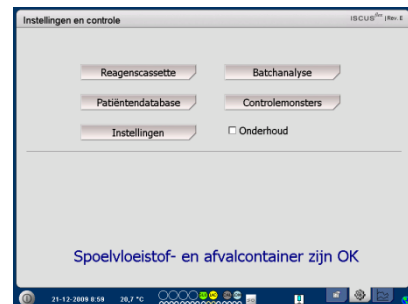 Instellingen en controle
ISCUSflex | Rev. E
Reagenscassette
Batchanalyse
Patiëntendatabase
Controlemonsters
Instellingen
Onderhoud
Spoelvloeistof- en afvalcontainer zijn OK
21-12-2009 8:59 20,7 °C